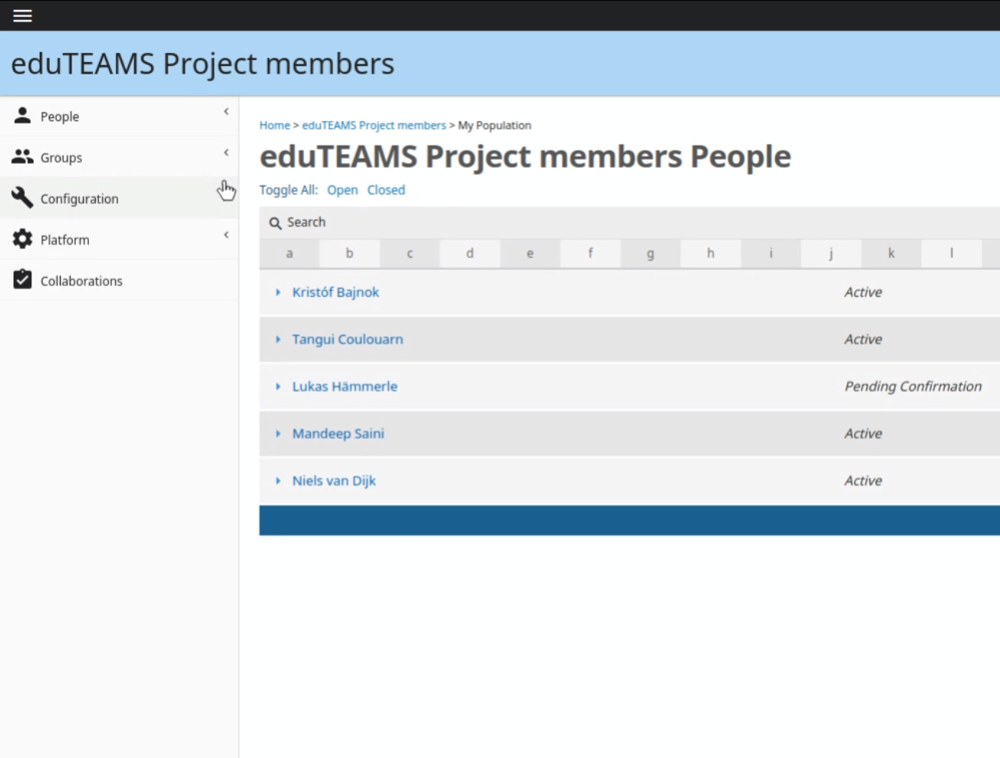 eduTEAMS Project members
People
Groups
Configuration
Platform
Collaborations
Home > eduTEAMS Project members > My Population
eduTEAMS Project members People
Toggle All: Open Closed
Search
a b c d e f g h i j k l
Kristóf Bajnok Active
Tangui Coulouarn Active
Lukas Hämmerle Pending Confirmation
Mandeep Saini Active
Niels van Dijk Active